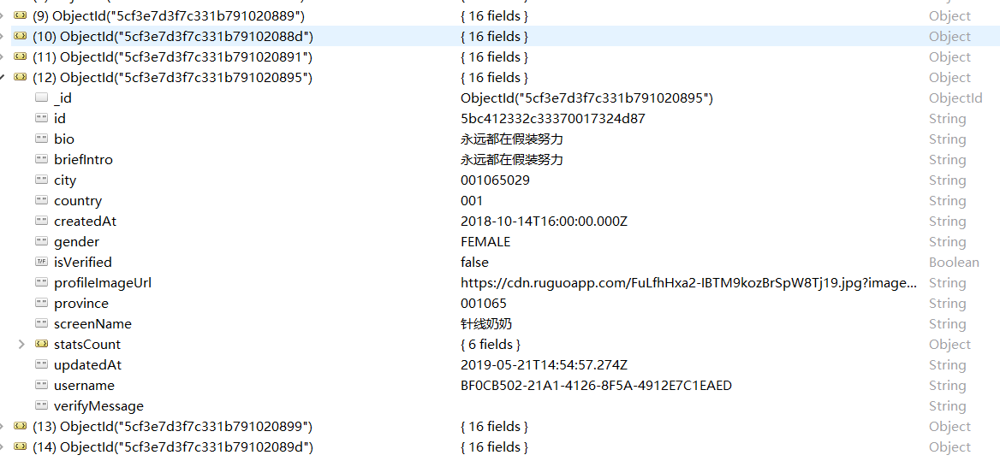 (9) ObjectId("5cf3e7d3f7c331b791020889") { 16 fields } Object
(10) ObjectId("5cf3e7d3f7c331b79102088d") { 16 fields } Object
(11) ObjectId("5cf3e7d3f7c331b791020891") { 16 fields } Object
(12) ObjectId("5cf3e7d3f7c331b791020895") { 16 fields } Object
_id ObjectId("5cf3e7d3f7c331b791020895") ObjectId
id 5bc412332c33370017324d87 String
bio 永远都在假装努力 String
briefIntro 永远都在假装努力 String
city 001065029 String
country 001 String
createdAt 2018-10-14T16:00:00.000Z String
gender FEMALE String
isVerified false Boolean
profileImageUrl https://cdn.ruguoapp.com/FuLfhHxa2-IBTM9kozBrSpW8Tj19.jpg?image... String
province 001065 String
screenName 针线奶奶 String
statsCount { 6 fields } Object
updatedAt 2019-05-21T14:54:57.274Z String
username BF0CB502-21A1-4126-8F5A-4912E7C1EAED String
verifyMessage String
(13) ObjectId("5cf3e7d3f7c331b791020899") { 16 fields } Object
(14) ObjectId("5cf3e7d3f7c331b79102089d") { 16 fields } Object